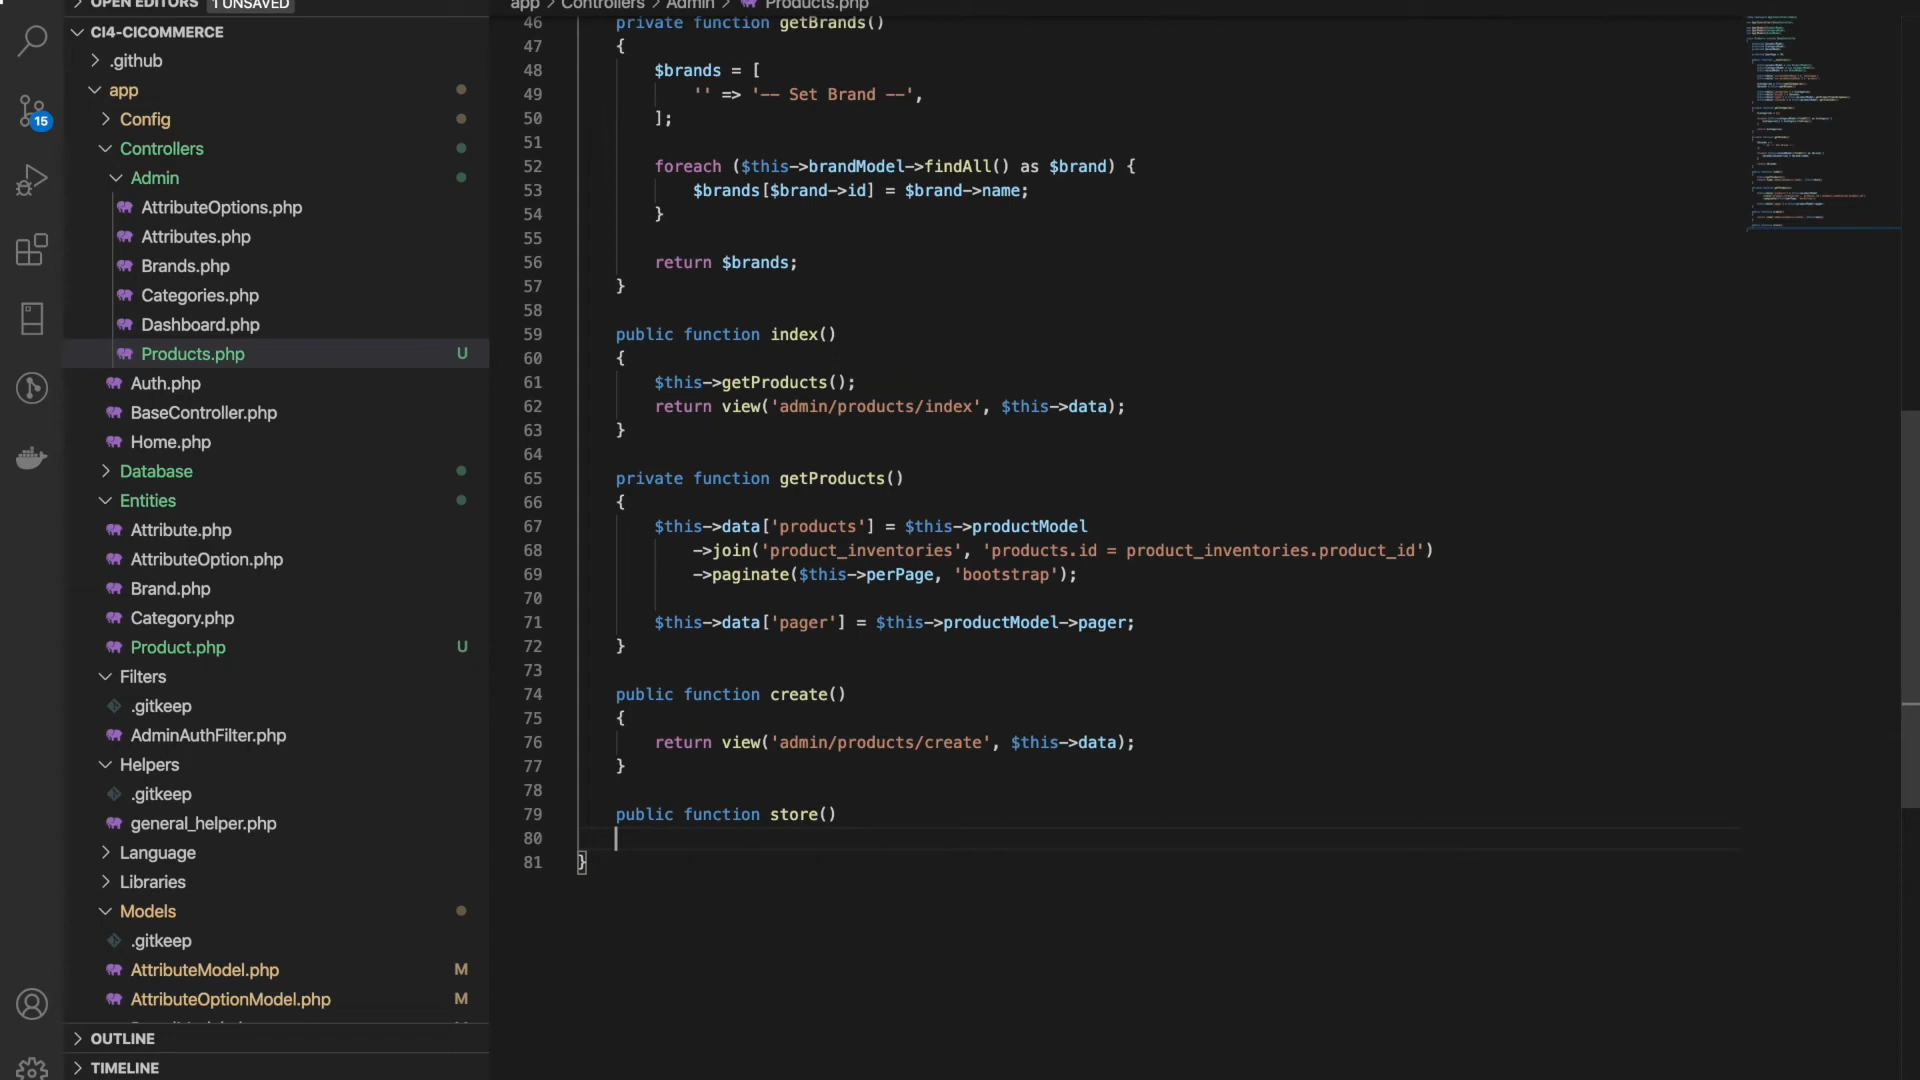 OPEN EDITORS 1 UNSAVED
CI4-CICOMMERCE
.github
app
Config
Controllers
Admin
AttributeOptions.php
Attributes.php
Brands.php
Categories.php
Dashboard.php
Products.php U
Auth.php
BaseController.php
Home.php
Database
Entities
Attribute.php
AttributeOption.php
Brand.php
Category.php
Product.php U
Filters
.gitkeep
AdminAuthFilter.php
Helpers
.gitkeep
general_helper.php
Language
Libraries
Models
.gitkeep
AttributeModel.php M
AttributeOptionModel.php M
OUTLINE
TIMELINE
15
app > Controllers > Admin > Products.php
46 private function getBrands()
47 {
48 $brands = [
49 '' => '-- Set Brand --',
50 ];
51
52 foreach ($this->brandModel->findAll() as $brand) {
53 $brands[$brand->id] = $brand->name;
54 }
55
56 return $brands;
57 }
58
59 public function index()
60 {
61 $this->getProducts();
62 return view('admin/products/index', $this->data);
63 }
64
65 private function getProducts()
66 {
67 $this->data['products'] = $this->productModel
68 ->join('product_inventories', 'products.id = product_inventories.product_id')
69 ->paginate($this->perPage, 'bootstrap');
70
71 $this->data['pager'] = $this->productModel->pager;
72 }
73
74 public function create()
75 {
76 return view('admin/products/create', $this->data);
77 }
78
79 public function store()
80
81 }